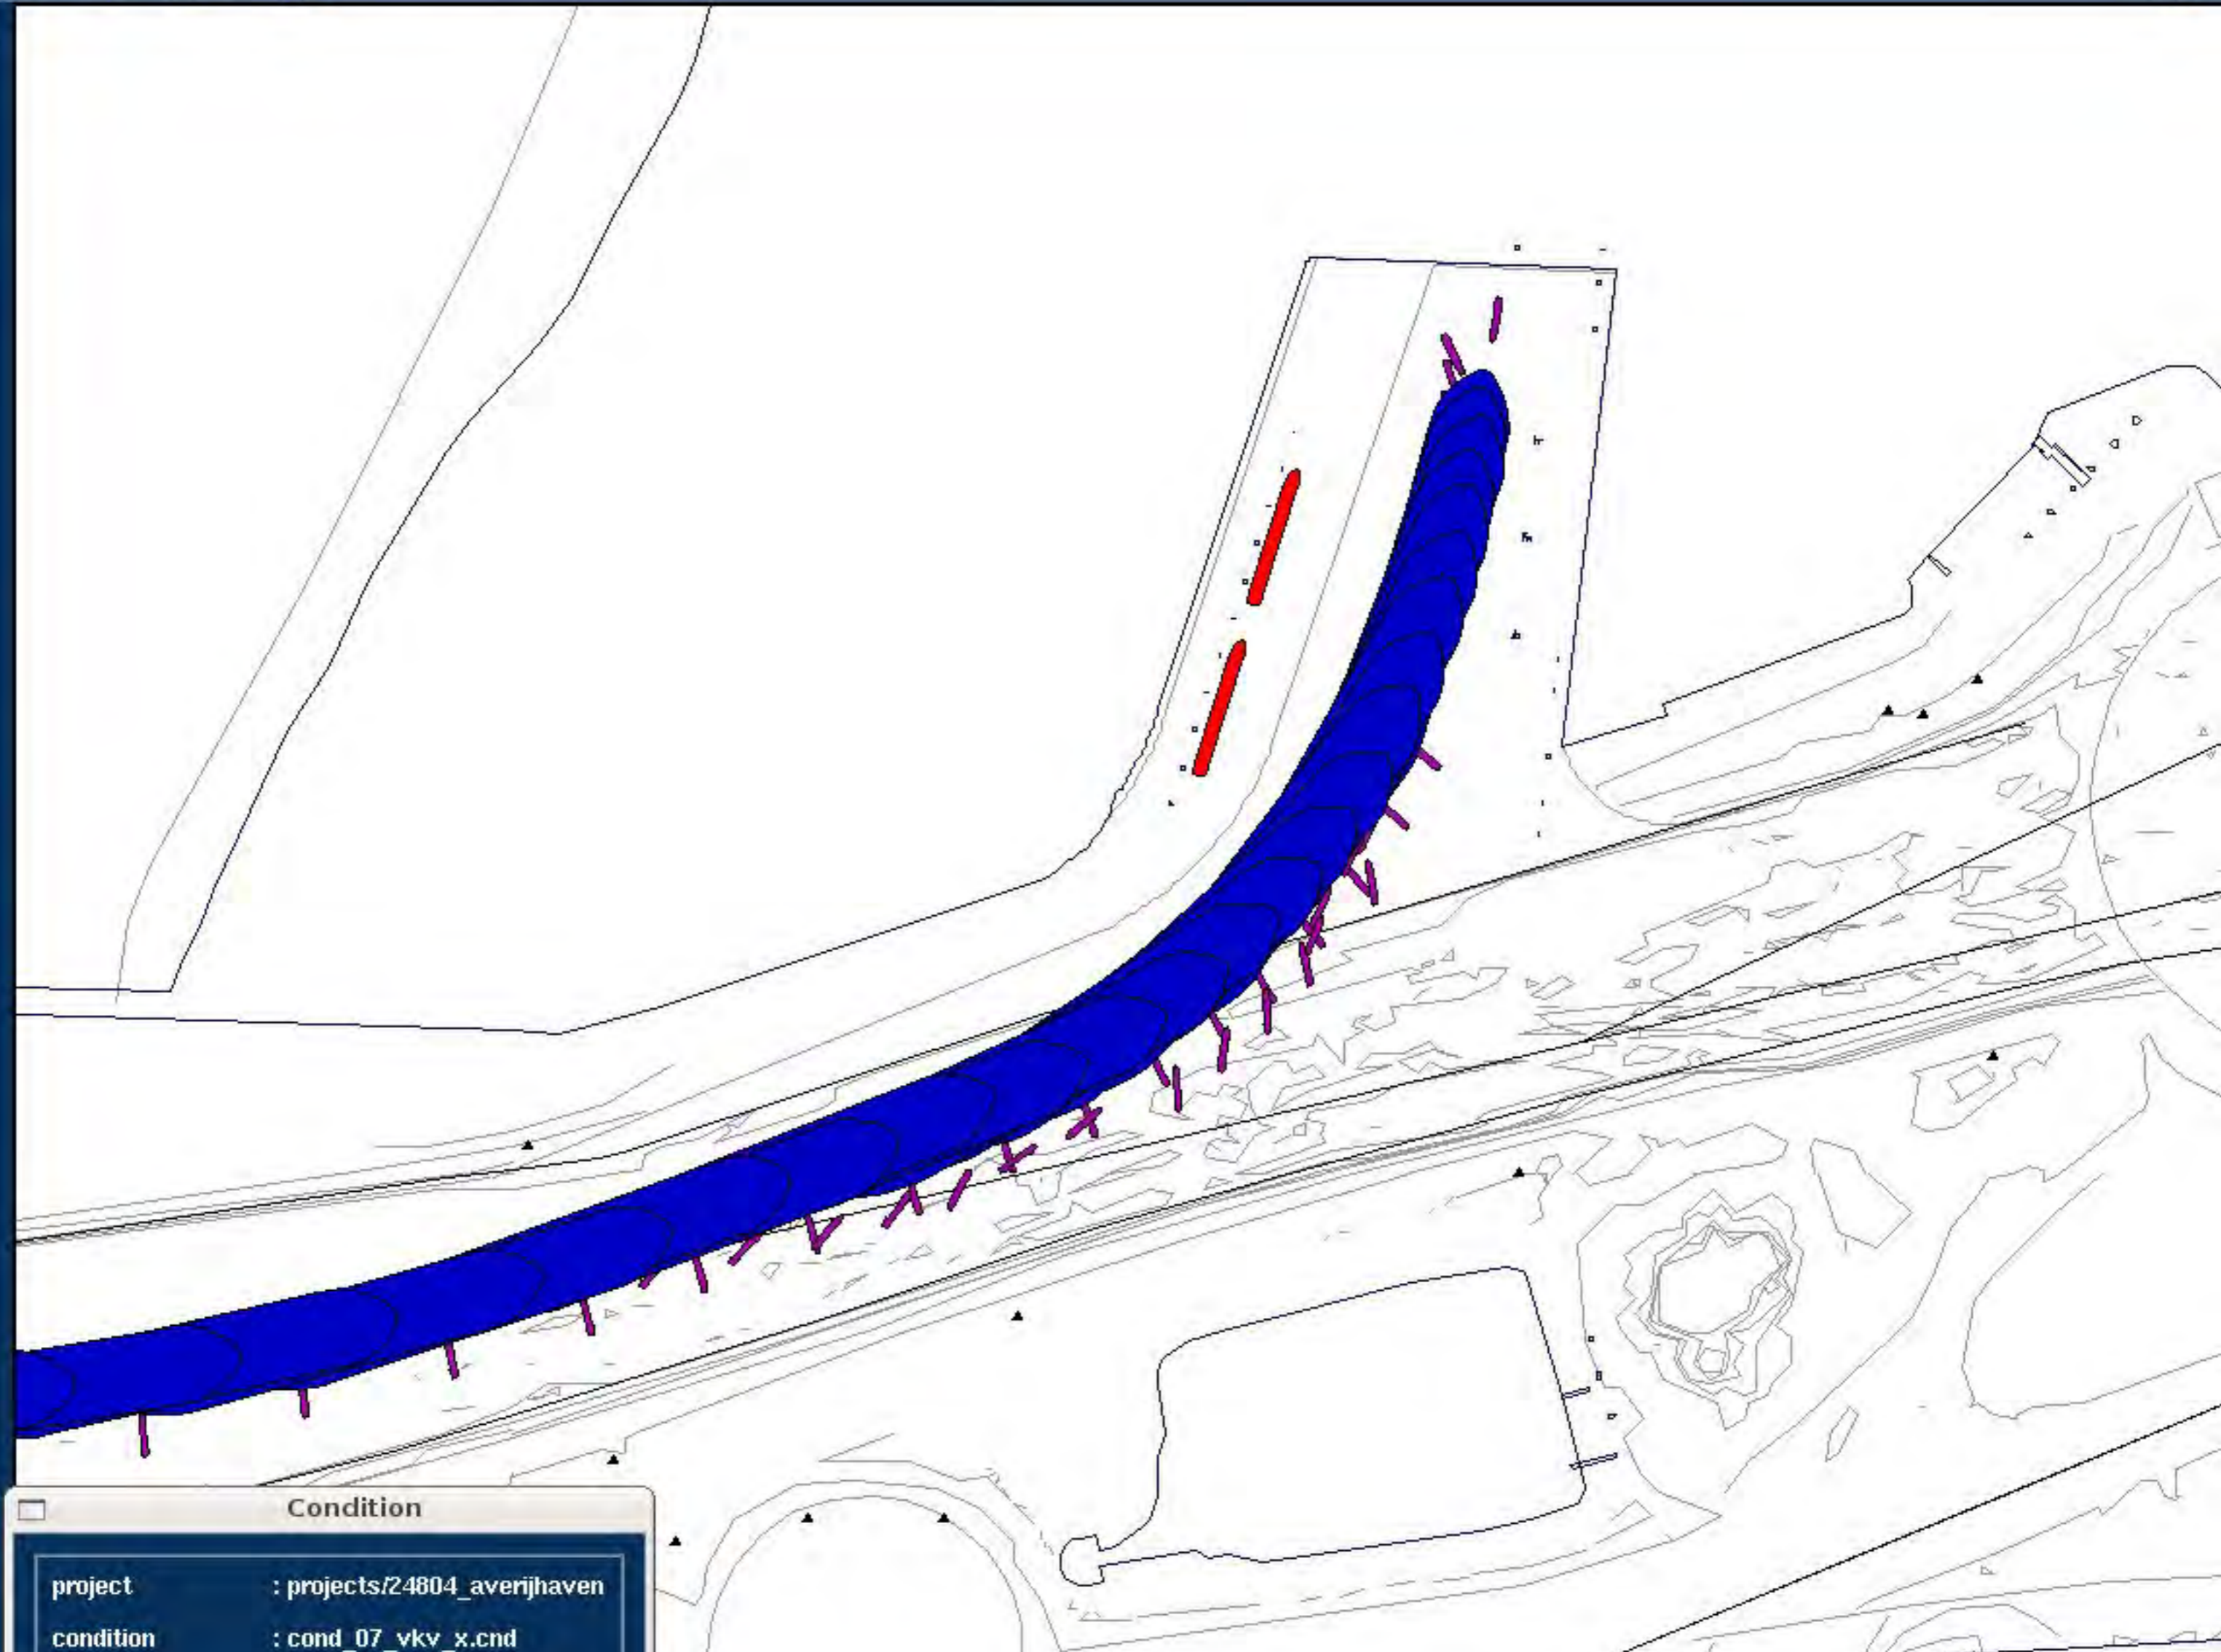 Condition
project : projects/24804_averijhaven
condition : cond_07_vkv_x.cnd